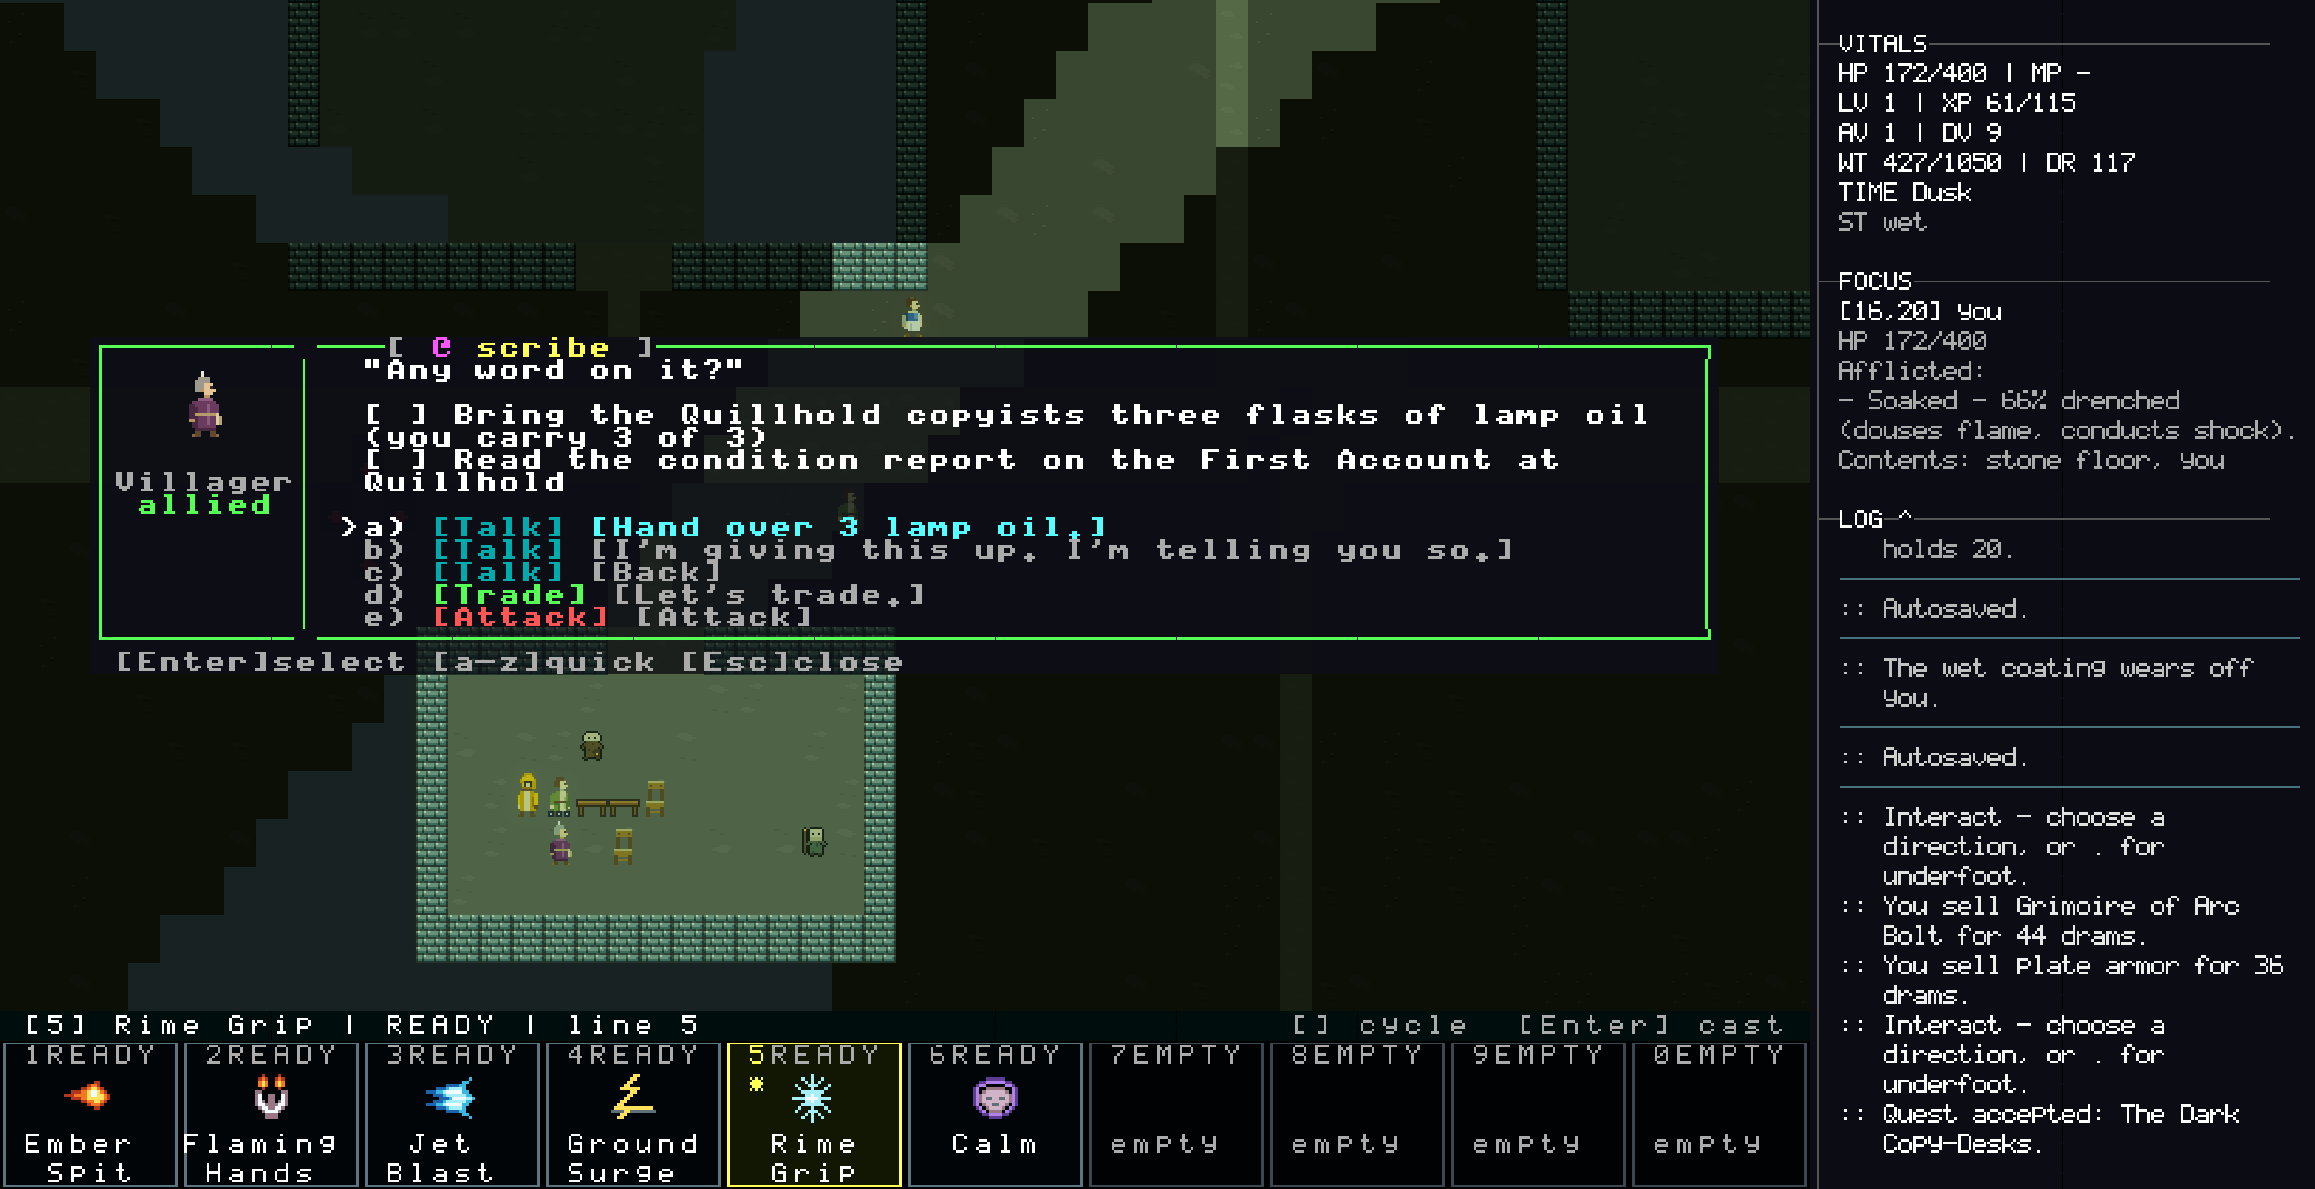 [ @ scribe ]
"Any word on it?"
[ ] Bring the Quillhold copyists three flasks of lamp oil
(you carry 3 of 3)
[ ] Read the condition report on the First Account at
Quillhold
Villager
allied
>a) [Talk] [Hand over 3 lamp oil.]
b) [Talk] [I'm giving this up. I'm telling you so.]
c) [Talk] [Back]
d) [Trade] [Let's trade.]
e) [Attack] [Attack]
[Enter]select [a-z]quick [Esc]close
[5] Rime Grip | READY | line 5
[] cycle [Enter] cast
1READY
2READY
3READY
4READY
5READY
6READY
7EMPTY
8EMPTY
9EMPTY
0EMPTY
Ember
Spit
Flaming
Hands
Jet
Blast
Ground
Surge
Rime
Grip
Calm
empty
empty
empty
empty
VITALS
HP 172/400 | MP -
LV 1 | XP 61/115
AV 1 | DV 9
WT 427/1050 | DR 117
TIME Dusk
ST wet
FOCUS
[16,20] you
HP 172/400
Afflicted:
- Soaked - 66% drenched
(douses flame, conducts shock).
Contents: stone floor, you
LOG ^
holds 20.
:: Autosaved.
:: The wet coating wears off
you.
:: Autosaved.
:: Interact - choose a
direction, or . for
underfoot.
:: You sell Grimoire of Arc
Bolt for 44 drams.
:: You sell plate armor for 36
drams.
:: Interact - choose a
direction, or . for
underfoot.
:: Quest accepted: The Dark
Copy-Desks.